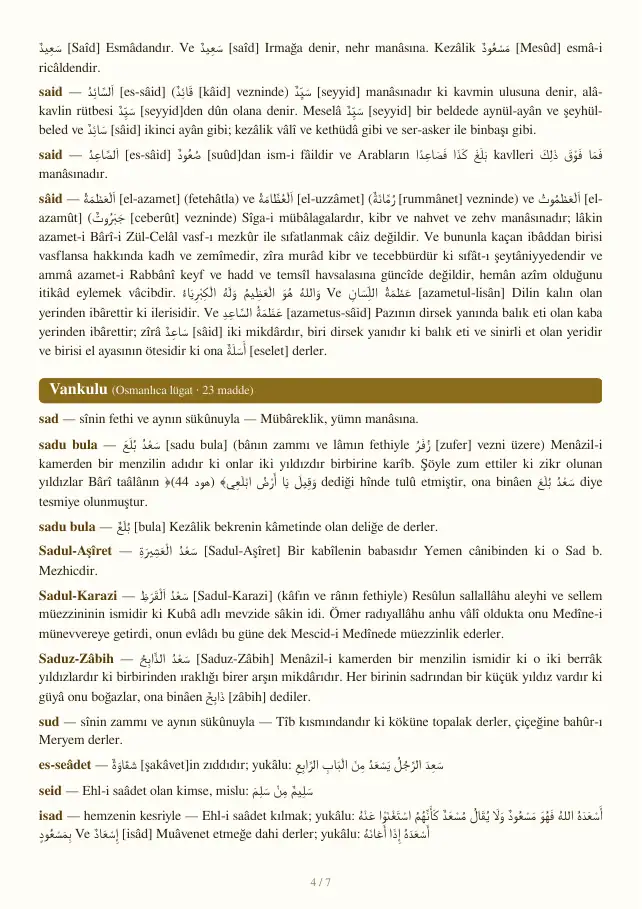 سَعِيدٌ [Saîd] Esmâdandır. Ve سَعِيدٌ [saîd] Irmağa denir, nehr manâsına. Kezâlik مَسْعُودٌ [Mesûd] esmâ-i
ricâldendir.
said — اَلسَّائِدُ [es-sâid] (قَائِدٌ [kâid] vezninde) سَيِّدٌ [seyyid] manâsınadır ki kavmin ulusuna denir, alâ-
kavlin rütbesi سَيِّدٌ [seyyid]den dûn olana denir. Meselâ سَيِّدٌ [seyyid] bir beldede aynül-ayân ve şeyhül-
beled ve سَائِدٌ [sâid] ikinci ayân gibi; kezâlik vâlî ve kethüdâ gibi ve ser-asker ile binbaşı gibi.
said — اَلصَّاعِدُ [es-sâid] صُعُودٌ [suûd]dan ism-i fâildir ve Arabların بَلَغَ كَذَا فَصَاعِدًا kavlleri فَمَا فَوْقَ ذٰلِكَ
manâsınadır.
sâid — اَلْعَظَمَةُ [el-azamet] (fetehâtla) ve اَلْعُظَّامَةُ [el-uzzâmet] (رُمَّانَةٌ [rummânet] vezninde) ve اَلْعَظَمُوتُ [el-
azamût] (جَبَرُوتٌ [ceberût] vezninde) Sîga-i mübâlagalardır, kibr ve nahvet ve zehv manâsınadır; lâkin
azamet-i Bârî-i Zül-Celâl vasf-ı mezkûr ile sıfatlanmak câiz değildir. Ve bununla kaçan ibâddan birisi
vasflansa hakkında kadh ve zemîmedir, zîra murâd kibr ve tecebbürdür ki sıfât-ı şeytâniyyedendir ve
ammâ azamet-i Rabbânî keyf ve hadd ve temsîl havsalasına güncîde değildir, hemân azîm olduğunu
itikâd eylemek vâcibdir. وَاللهُ هُوَ الْعَظِيمُ وَلَهُ الْكِبْرِيَاءُ Ve عَظَمَةُ اللِّسَانِ [azametul-lisân] Dilin kalın olan
yerinden ibârettir ki ilerisidir. Ve عَظَمَةُ السَّاعِدِ [azametus-sâid] Pazının dirsek yanında balık eti olan kaba
yerinden ibârettir; zîrâ سَاعِدٌ [sâid] iki mikdârdır, biri dirsek yanıdır ki balık eti ve sinirli et olan yeridir
ve birisi el ayasının ötesidir ki ona أَسَلَةٌ [eselet] derler.
Vankulu (Osmanlıca lügat · 23 madde)
sad — sînin fethi ve aynın sükûnuyla — Mübâreklik, yümn manâsına.
sadu bula — سَعْدُ بُلَعَ [sadu bula] (bânın zammı ve lâmın fethiyle زُفَرُ [zufer] vezni üzere) Menâzil-i
kamerden bir menzilin adıdır ki onlar iki yıldızdır birbirine karîb. Şöyle zum ettiler ki zikr olunan
yıldızlar Bârî taâlânın ﴿وَقِيلَ يَا أَرْضُ ابْلَعِي﴾ (هود 44) dediği hînde tulû etmiştir, ona binâen سَعْدُ بُلَعَ diye
tesmiye olunmuştur.
sadu bula — بُلَعٌ [bula] Kezâlik bekrenin kâmetinde olan deliğe de derler.
Sadul-Aşîret — سَعْدُ الْعَشِيرَةِ [Sadul-Aşîret] Bir kabîlenin babasıdır Yemen cânibinden ki o Sad b.
Mezhicdir.
Sadul-Karazi — سَعْدُ الْقَرَظِ [Sadul-Karazi] (kâfın ve rânın fethiyle) Resûlun sallallâhu aleyhi ve sellem
müezzininin ismidir ki Kubâ adlı mevzide sâkin idi. Ömer radıyallâhu anhu vâlî oldukta onu Medîne-i
münevvereye getirdi, onun evlâdı bu güne dek Mescid-i Medînede müezzinlik ederler.
Saduz-Zâbih — سَعْدُ الذَّابِحُ [Saduz-Zâbih] Menâzil-i kamerden bir menzilin ismidir ki o iki berrâk
yıldızlardır ki birbirinden ıraklığı birer arşın mikdârıdır. Her birinin sadrından bir küçük yıldız vardır ki
güyâ onu boğazlar, ona binâen ذَابِحٌ [zâbih] dediler.
sud — sînin zammı ve aynın sükûnuyla — Tîb kısmındandır ki köküne topalak derler, çiçeğine bahûr-ı
Meryem derler.
es-seâdet — شَقَاوَةٌ [şakâvet]in zıddıdır; yukâlu: سَعِدَ الرَّجُلُ يَسْعَدُ مِنَ الْبَابِ الرَّابِعِ
seid — Ehl-i saâdet olan kimse, mislu: سَلِيمٌ مِنْ سَلِمَ
isad — hemzenin kesriyle — Ehl-i saâdet kılmak; yukâlu: أَسْعَدَهُ اللهُ فَهُوَ مَسْعُودٌ وَلَا يُقَالُ مُسْعَدٌ كَأَنَّهُمْ اسْتَغْنَوْا عَنْهُ
بِمَسْعُودٍ Ve إِسْعَادٌ [isâd] Muâvenet etmeğe dahi derler; yukâlu: أَسْعَدَهُ إِذَا أَعَانَهُ
4 / 7